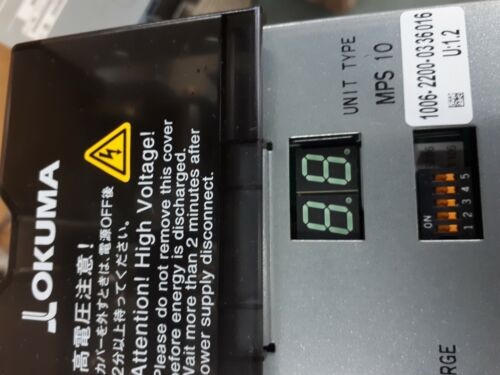 OKUMA
高電圧注意!
カバーを外すときは、電源OFF後
2分以上待ってください。
Attention! High Voltage!
Please do not remove this cover
before energy is discharged.
Wait more than 2 minutes after
power supply disconnect.
UNIT TYPE
MPS 10
1006-2200-0336016
U:1.2
8.8.
ON
1 2 3 4 5
RGE